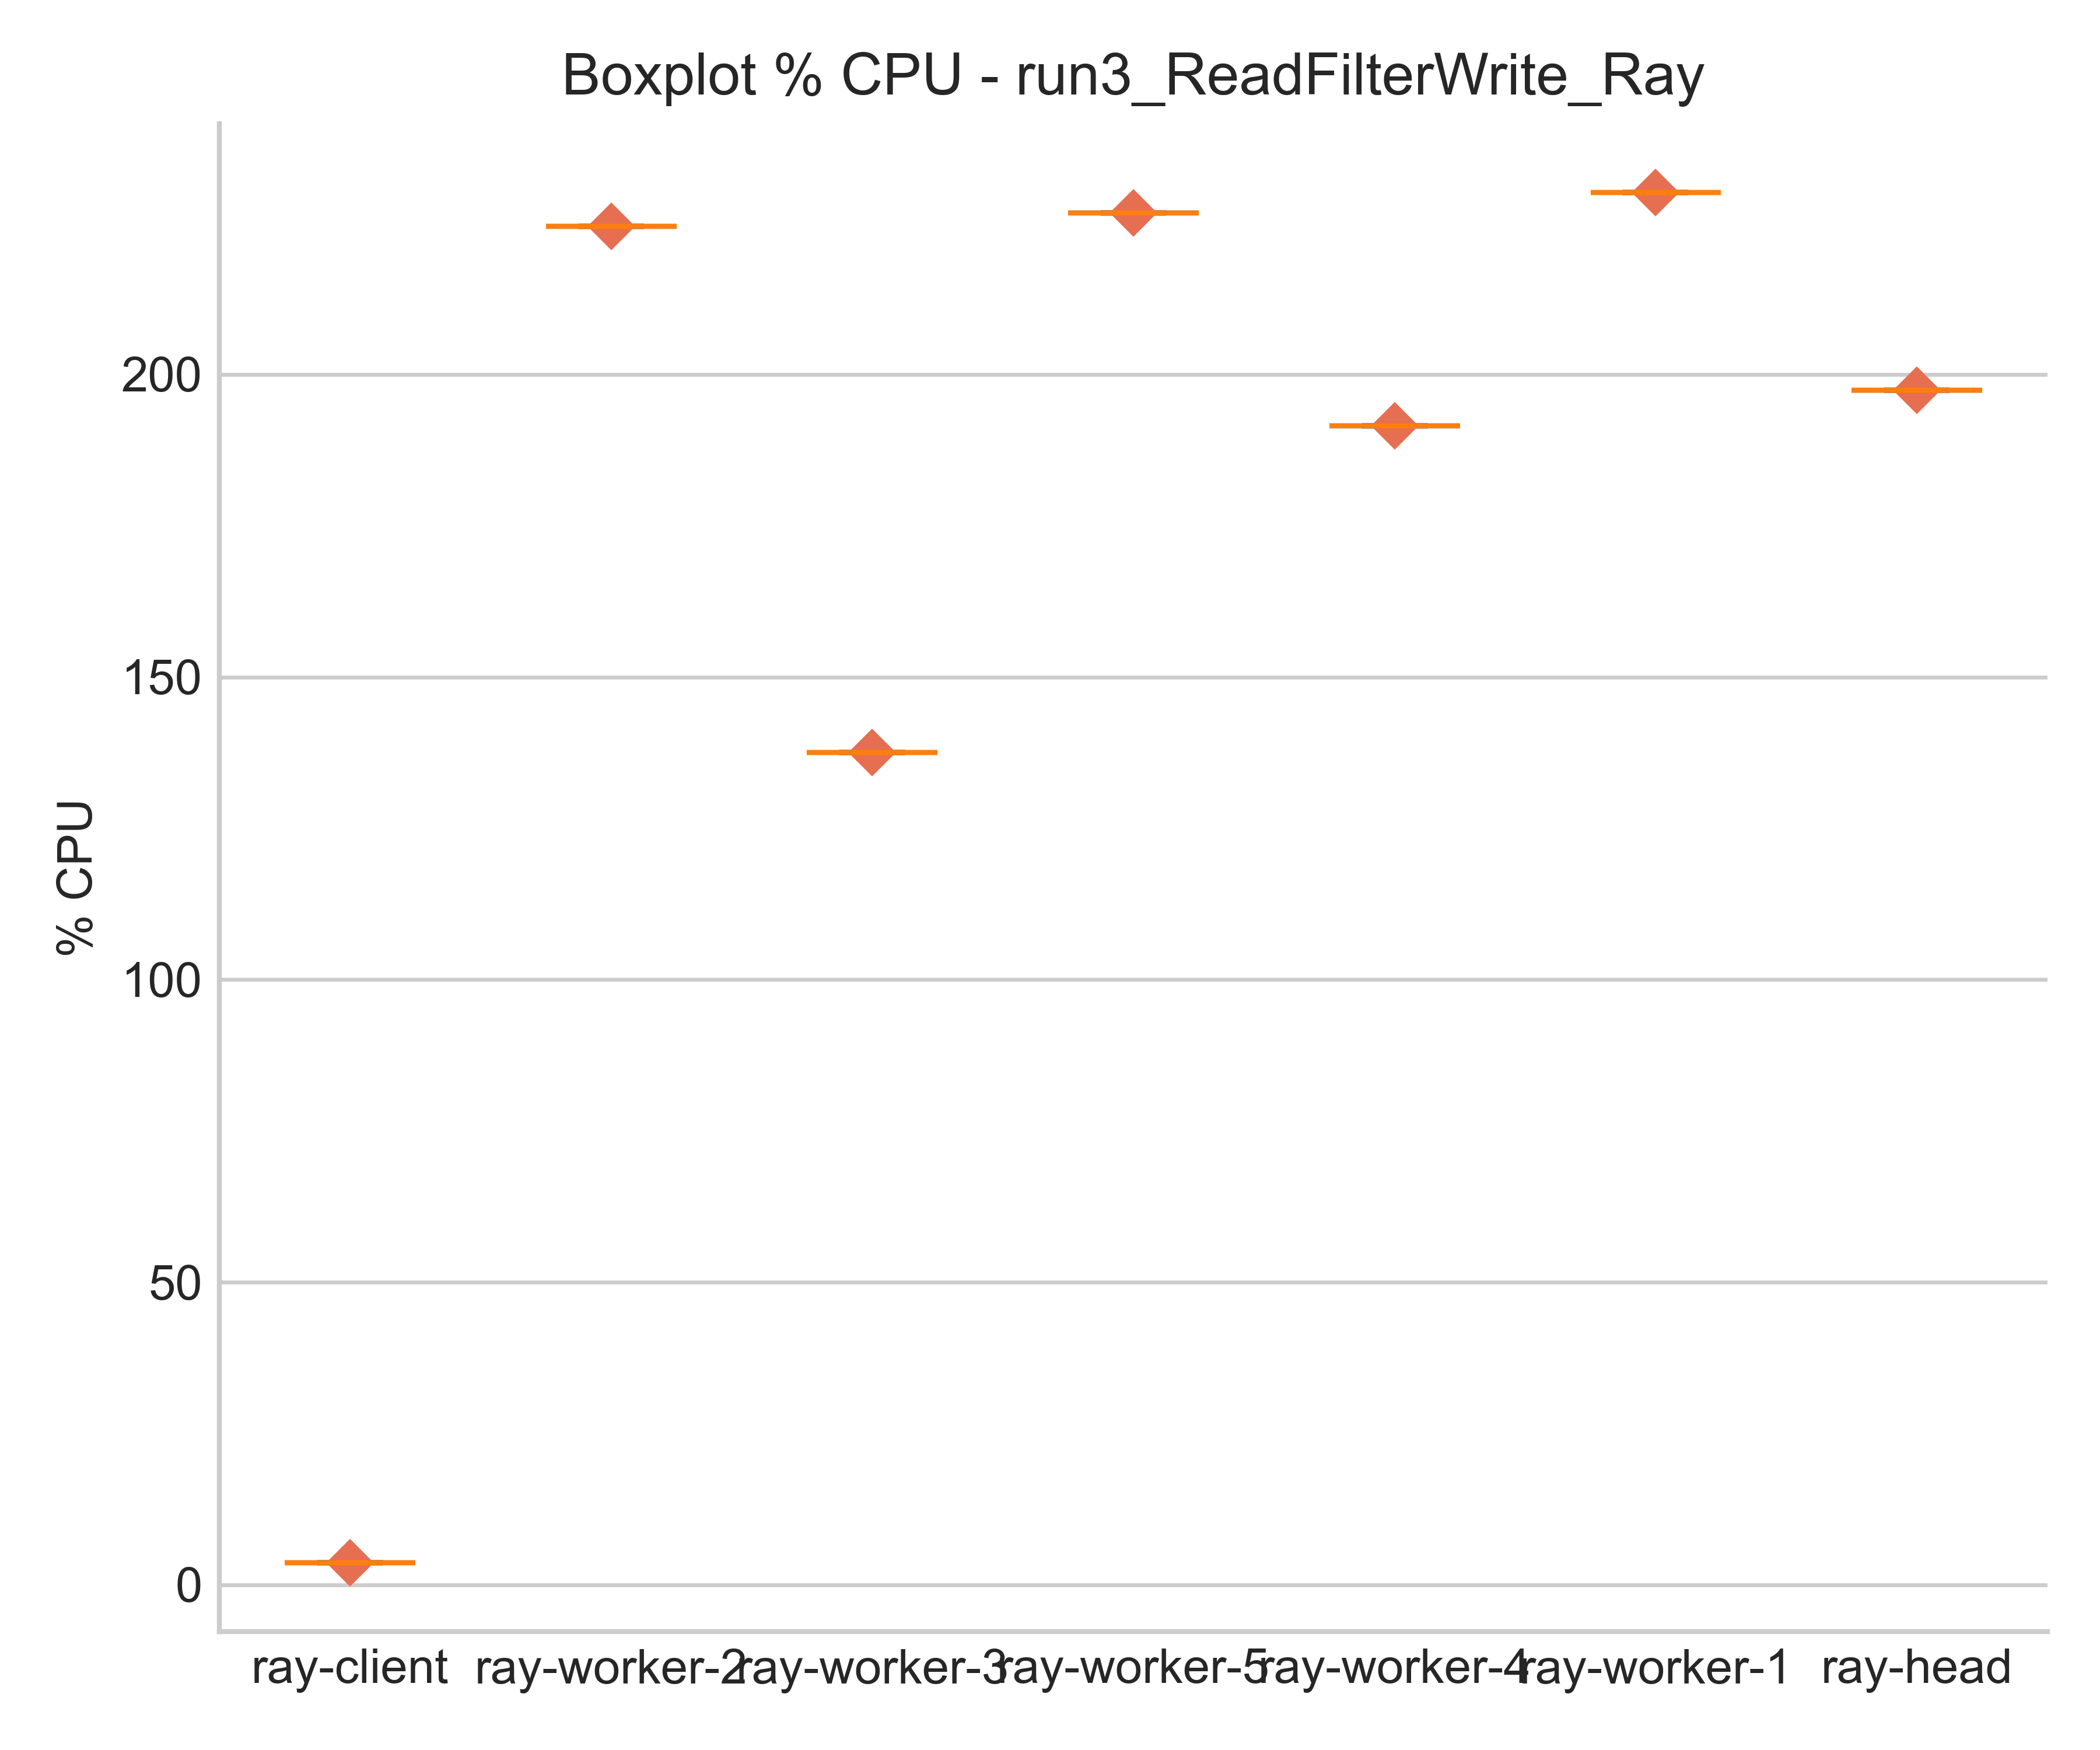 Boxplot % CPU - run3_ReadFilterWrite_Ray
% CPU
200
150
100
50
0
ray-client ray-worker-2 ray-worker-3 ray-worker-5 ray-worker-4 ray-worker-1 ray-head